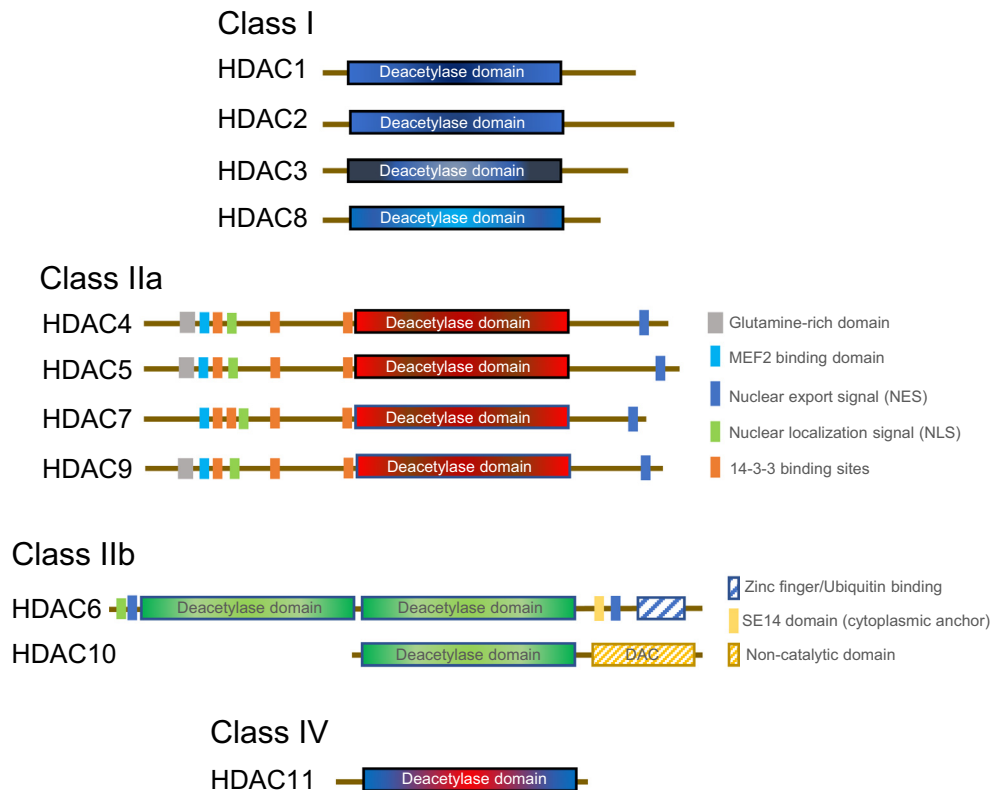 Class I
HDAC1
Deacetylase domain
HDAC2
Deacetylase domain
HDAC3
Deacetylase domain
HDAC8
Deacetylase domain
Class IIa
HDAC4
Deacetylase domain
HDAC5
Deacetylase domain
HDAC7
Deacetylase domain
HDAC9
Deacetylase domain
Glutamine-rich domain
MEF2 binding domain
Nuclear export signal (NES)
Nuclear localization signal (NLS)
14-3-3 binding sites
Class IIb
HDAC6
Deacetylase domain
Deacetylase domain
HDAC10
Deacetylase domain
DAC
Zinc finger/Ubiquitin binding
SE14 domain (cytoplasmic anchor)
Non-catalytic domain
Class IV
HDAC11
Deacetylase domain